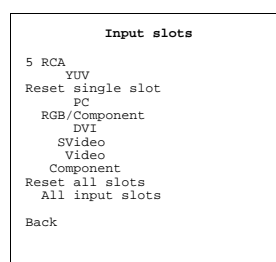 Input slots
5 RCA
YUV
Reset single slot
PC
RGB/Component
DVI
SVideo
Video
Component
Reset all slots
All input slots
Back